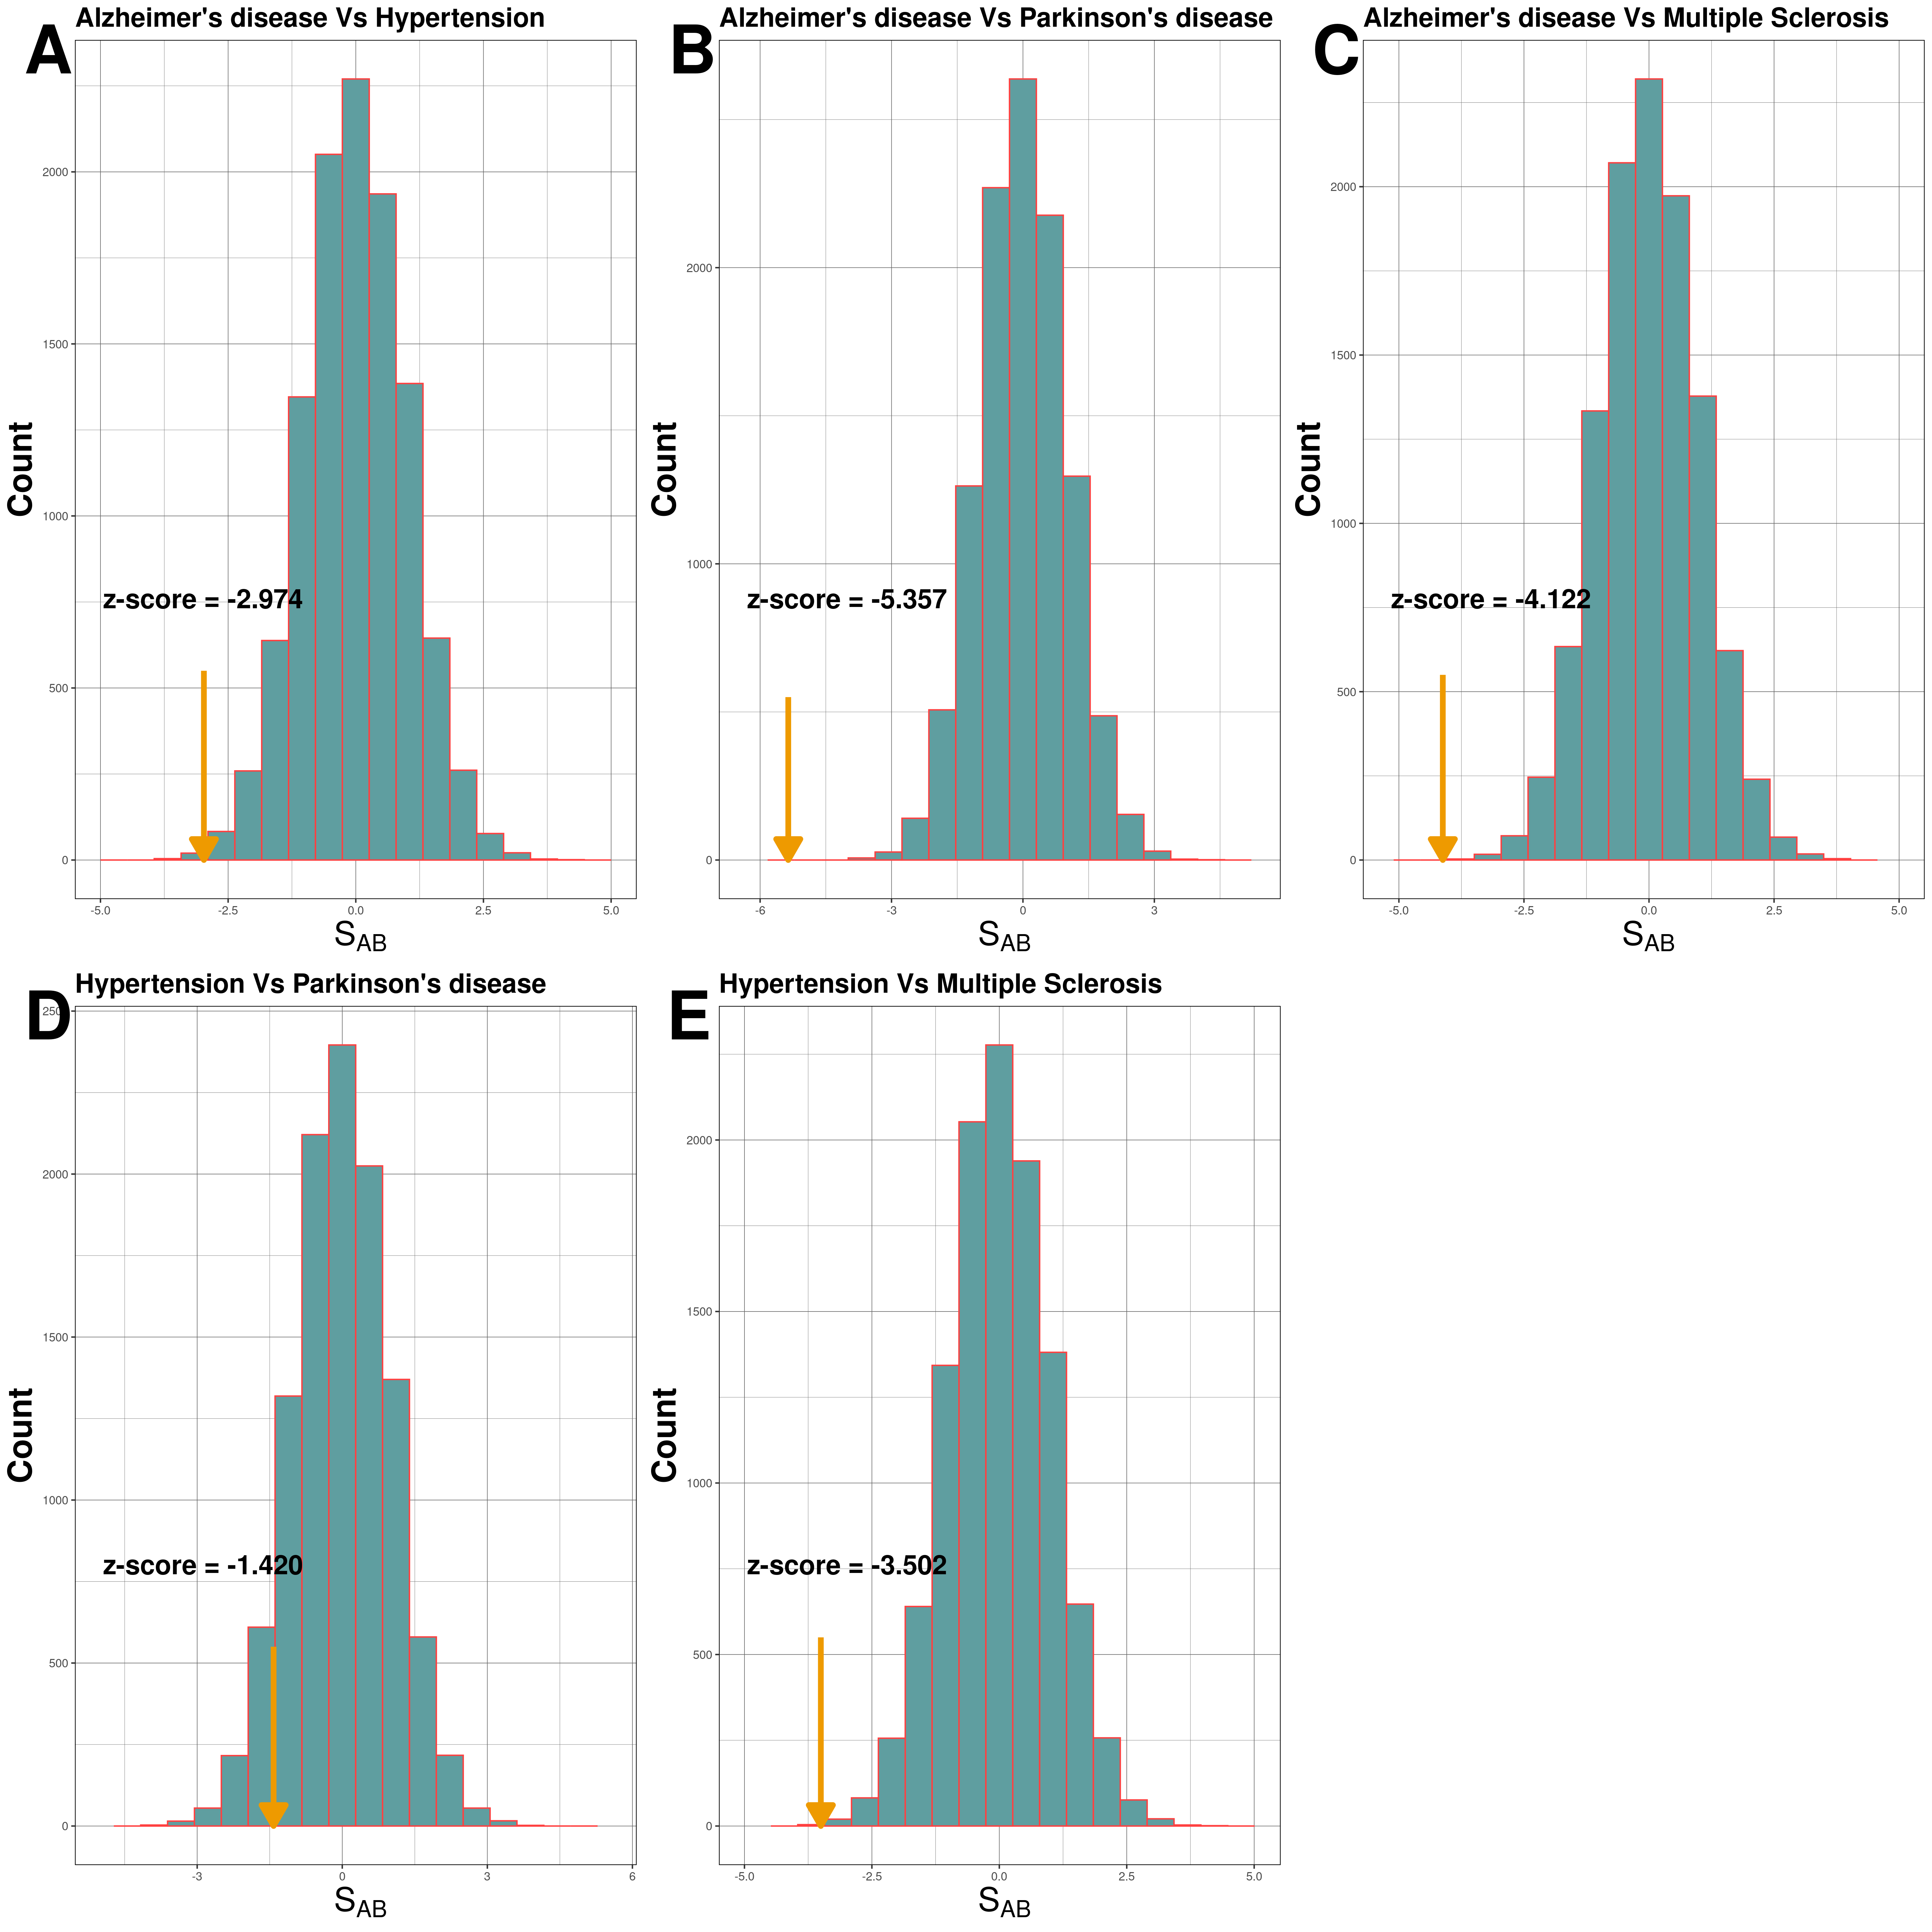 Alzheimer's disease Vs Hypertension
A
2000
1500
1000
500
0
Count
z-score = -2.974
-5.0 -2.5 0.0 2.5 5.0
SAB
Alzheimer's disease Vs Parkinson's disease
B
2000
1000
0
Count
z-score = -5.357
-6 -3 0 3
SAB
Alzheimer's disease Vs Multiple Sclerosis
C
2000
1500
1000
500
0
Count
z-score = -4.122
-5.0 -2.5 0.0 2.5 5.0
SAB
Hypertension Vs Parkinson's disease
D
2500
2000
1500
1000
500
0
Count
z-score = -1.420
-3 0 3 6
SAB
Hypertension Vs Multiple Sclerosis
E
2000
1500
1000
500
0
Count
z-score = -3.502
-5.0 -2.5 0.0 2.5 5.0
SAB